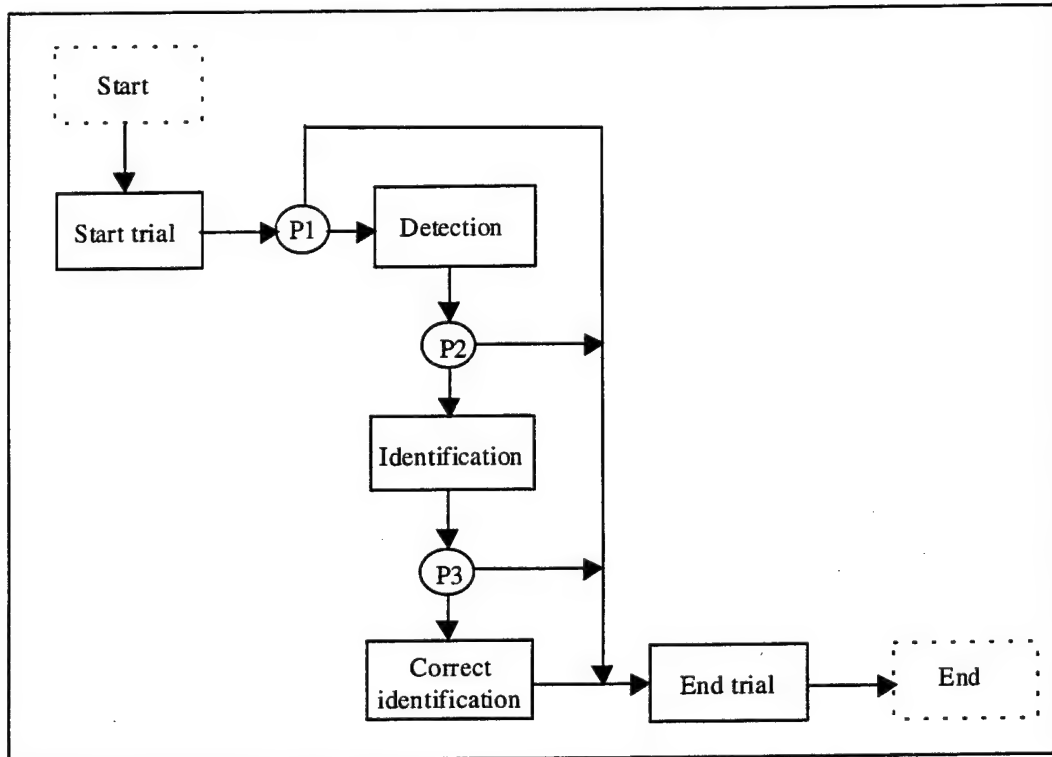 Start
Start trial
P1
Detection
P2
Identification
P3
Correct
identification
End trial
End